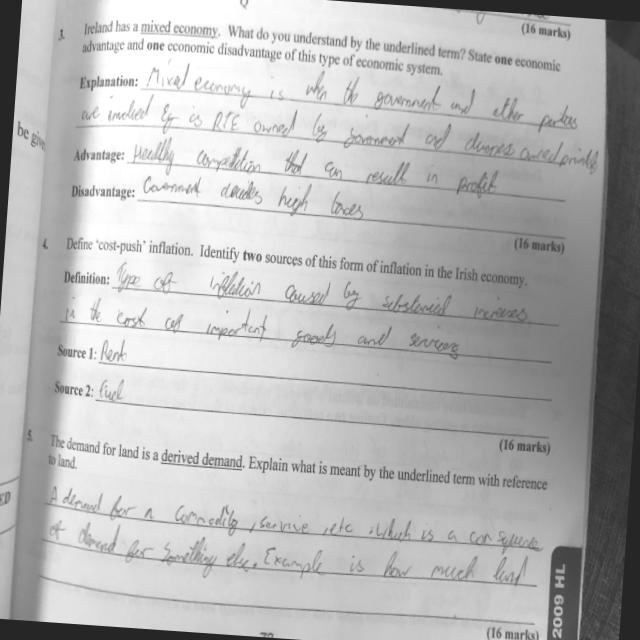 (16 marks)
3. Ireland has a mixed economy. What do you understand by the underlined term? State one economic
advantage and one economic disadvantage of this type of economic system.
Explanation: Mixed economy is when the government and other parties
are involved Eg is RTE owned by government and owned
be give
Advantage: Healthy competition that can result in profit
Disadvantage: Government decides high taxes
(16 marks)
4. Define 'cost-push' inflation. Identify two sources of this form of inflation in the Irish economy.
Definition: Type of inflation caused by substancial increases
in the cost of important goods and services
Source 1: Rent
Source 2: Fuel
(16 marks)
5. The demand for land is a derived demand. Explain what is meant by the underlined term with reference
to land.
ED
A demand for a commodity, service, etc. which is a consequence
of demand for something else. Example is how much land
2009 HL
(16 marks)